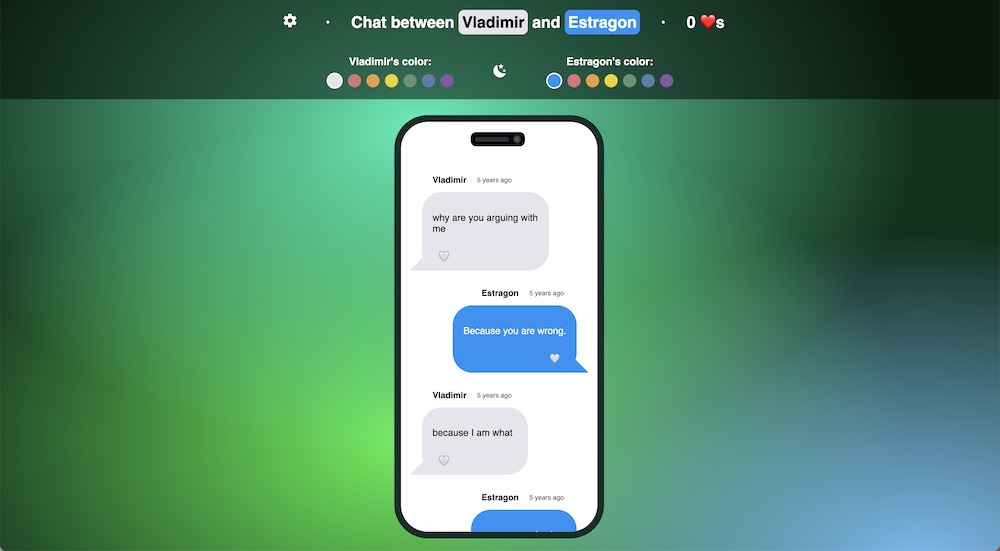 Chat between Vladimir and Estragon • 0 ❤️s
Vladimir's color:
Estragon's color:
Vladimir 5 years ago
why are you arguing with
me
Estragon 5 years ago
Because you are wrong.
Vladimir 5 years ago
because I am what
Estragon 5 years ago